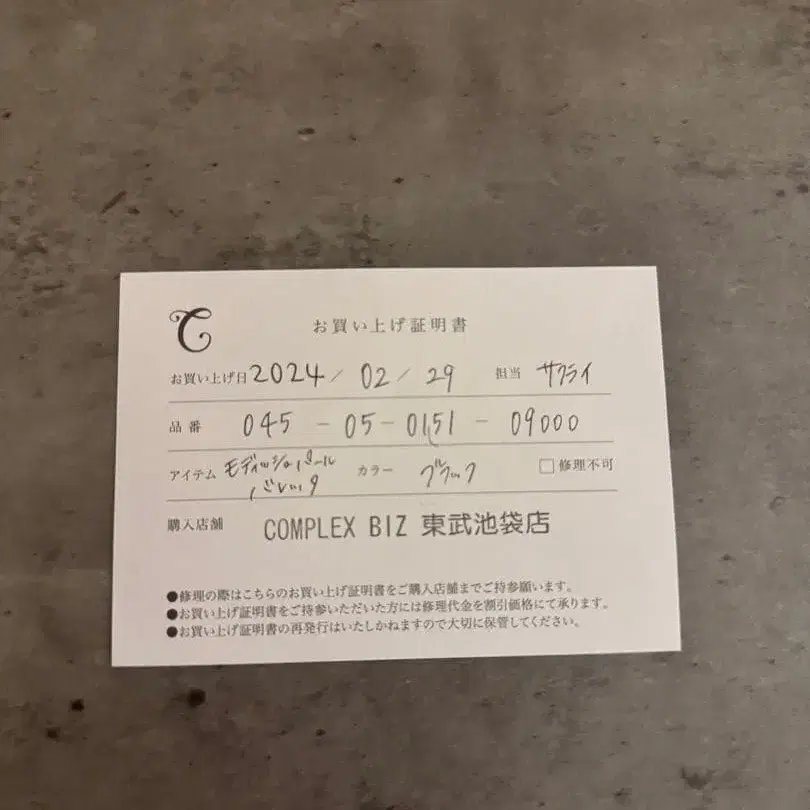 お買い上げ証明書
お買い上げ日 2024 / 02 / 29 担当 サクライ
品番 045 - 05 - 0151 - 09000
アイテム モディッシュパール カラー ブラック 修理不可
バレッタ
購入店舗 COMPLEX BIZ 東武池袋店
●修理の際はこちらのお買い上げ証明書をご購入店舗までご持参願います。
●お買い上げ証明書をご持参いただいた方には修理代金を割引価格にて承ります。
●お買い上げ証明書の再発行はいたしかねますので大切に保管してください。